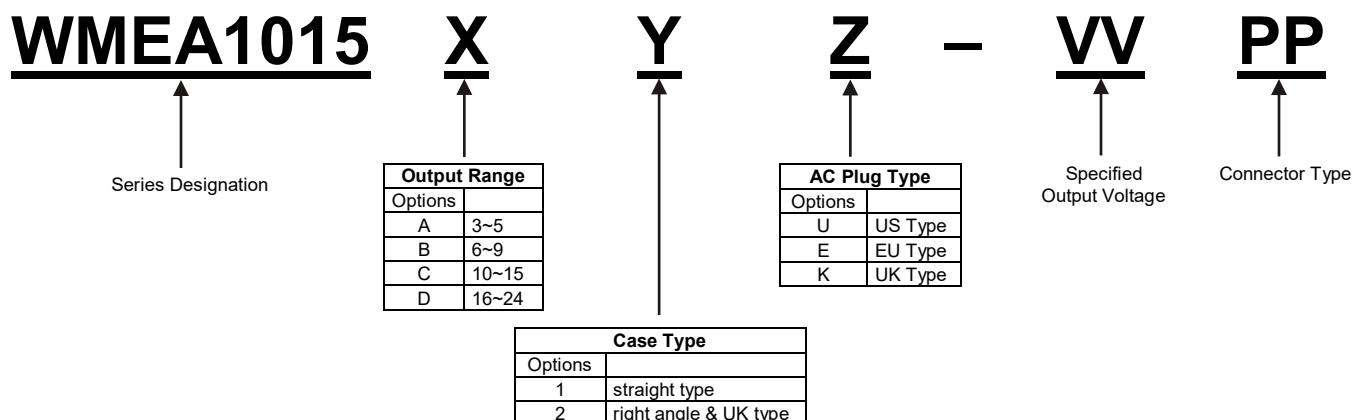 WMEA1015 X Y Z – VV PP
Series Designation
Output Range
Options
A 3~5
B 6~9
C 10~15
D 16~24
AC Plug Type
Options
U US Type
E EU Type
K UK Type
Specified
Output Voltage
Connector Type
Case Type
Options
1 straight type
2 right angle & UK type